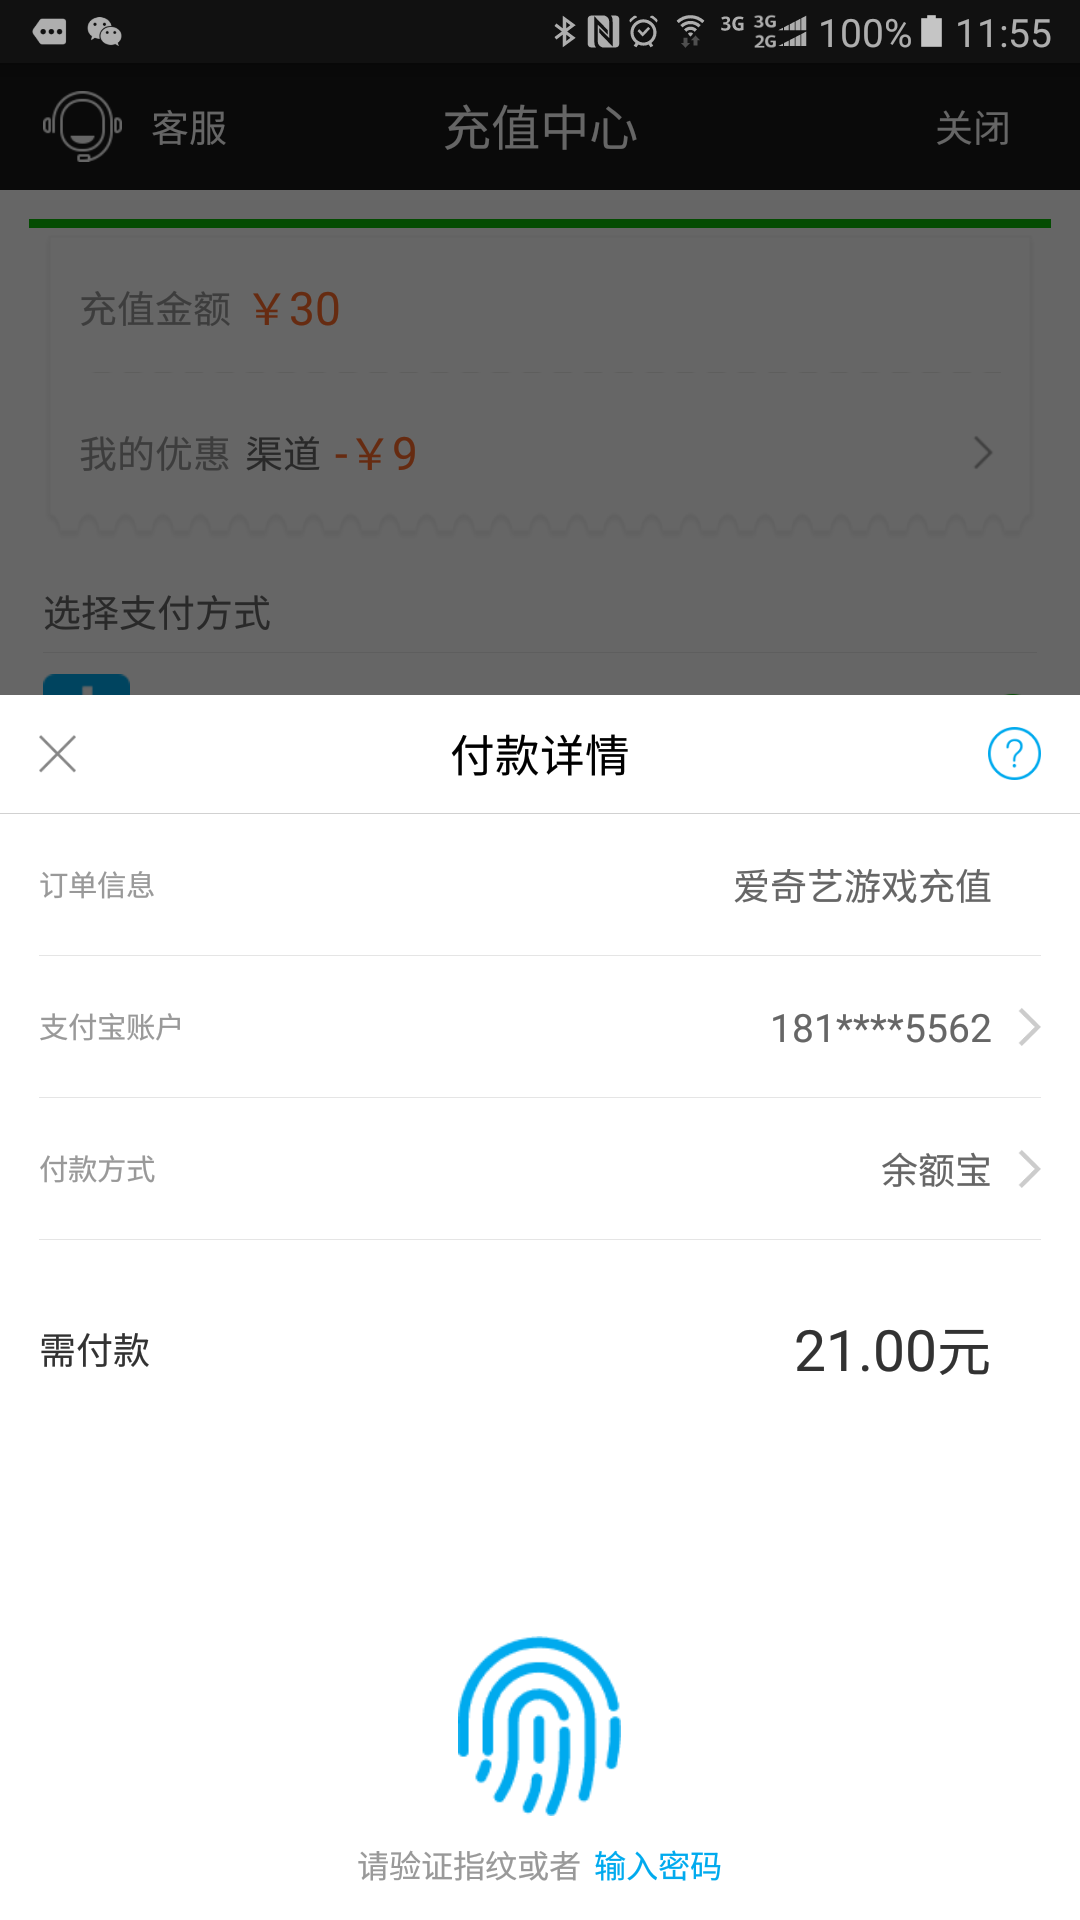 3G 3G 2G 100% 11:55
客服 充值中心 关闭
充值金额 ￥30
我的优惠 渠道 -￥9
选择支付方式
付款详情 ?
订单信息 爱奇艺游戏充值
支付宝账户 181****5562
付款方式 余额宝
需付款 21.00元
请验证指纹或者 输入密码